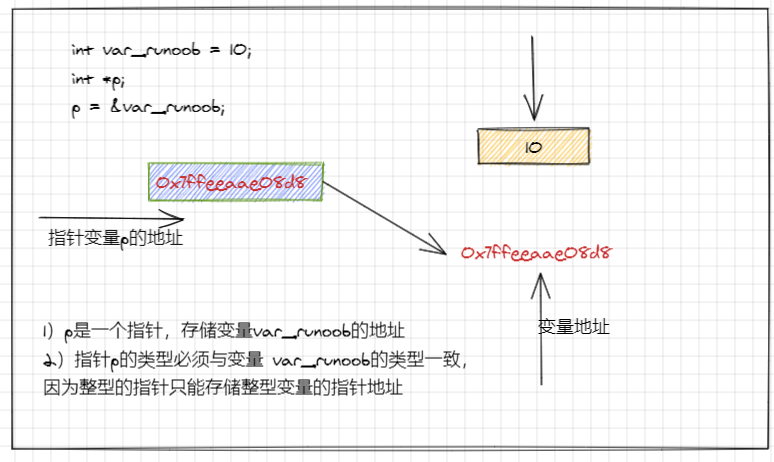 int var_runoob = 10;
int *p;
p = &var_runoob;
10
0x7ffeeaae08d8
指针变量p的地址
0x7ffeeaae08d8
变量地址
1）p是一个指针，存储变量var_runoob的地址
2）指针p的类型必须与变量 var_runoob的类型一致，
因为整型的指针只能存储整型变量的指针地址